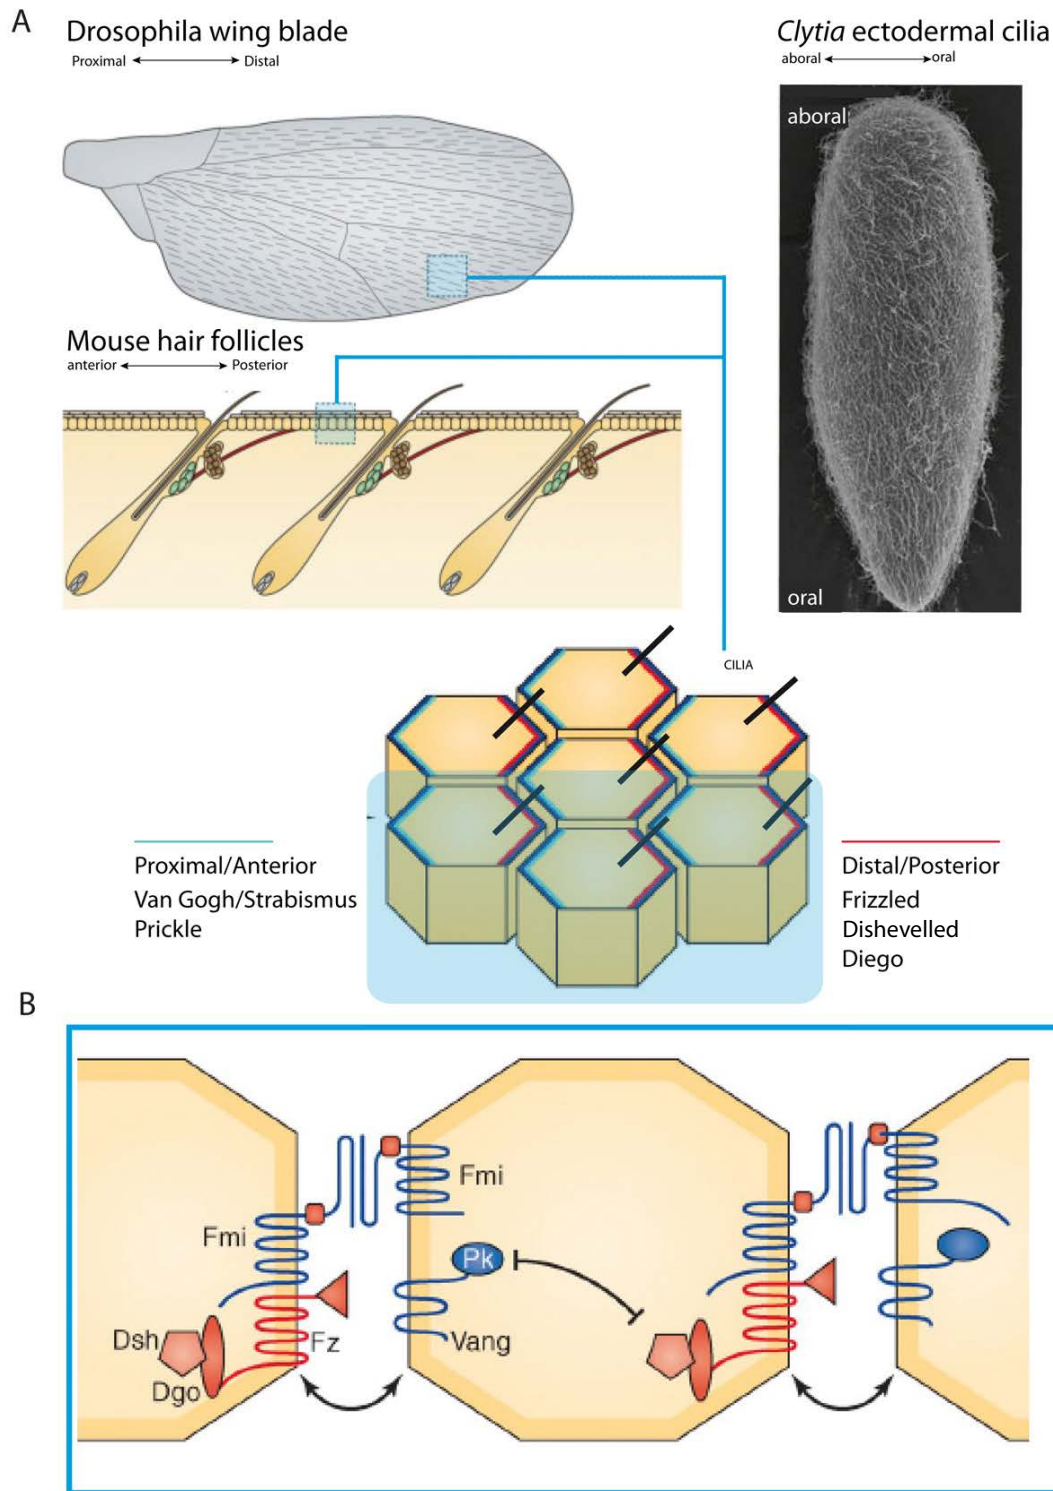 A
Drosophila wing blade
Proximal Distal
Clytia ectodermal cilia
aboral oral
aboral
oral
Mouse hair follicles
anterior Posterior
CILIA
Proximal/Anterior
Van Gogh/Strabismus
Prickle
Distal/Posterior
Frizzled
Dishevelled
Diego
B
Fmi
Fmi
Pk
Vang
Fz
Dsh
Dgo